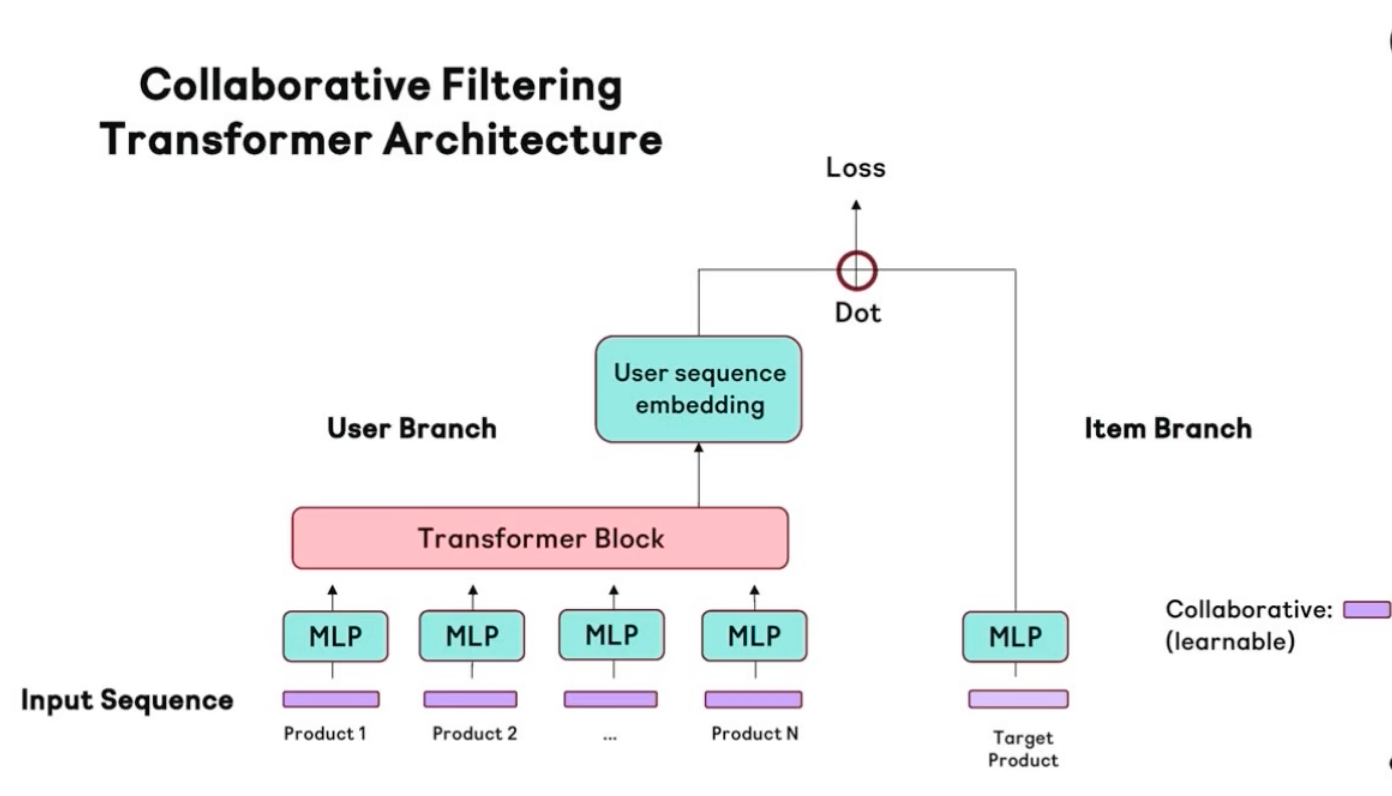 Collaborative Filtering
Transformer Architecture
Loss
Dot
User sequence
embedding
User Branch
Item Branch
Transformer Block
MLP
MLP
MLP
MLP
MLP
Collaborative:
(learnable)
Input Sequence
Product 1
Product 2
...
Product N
Target
Product